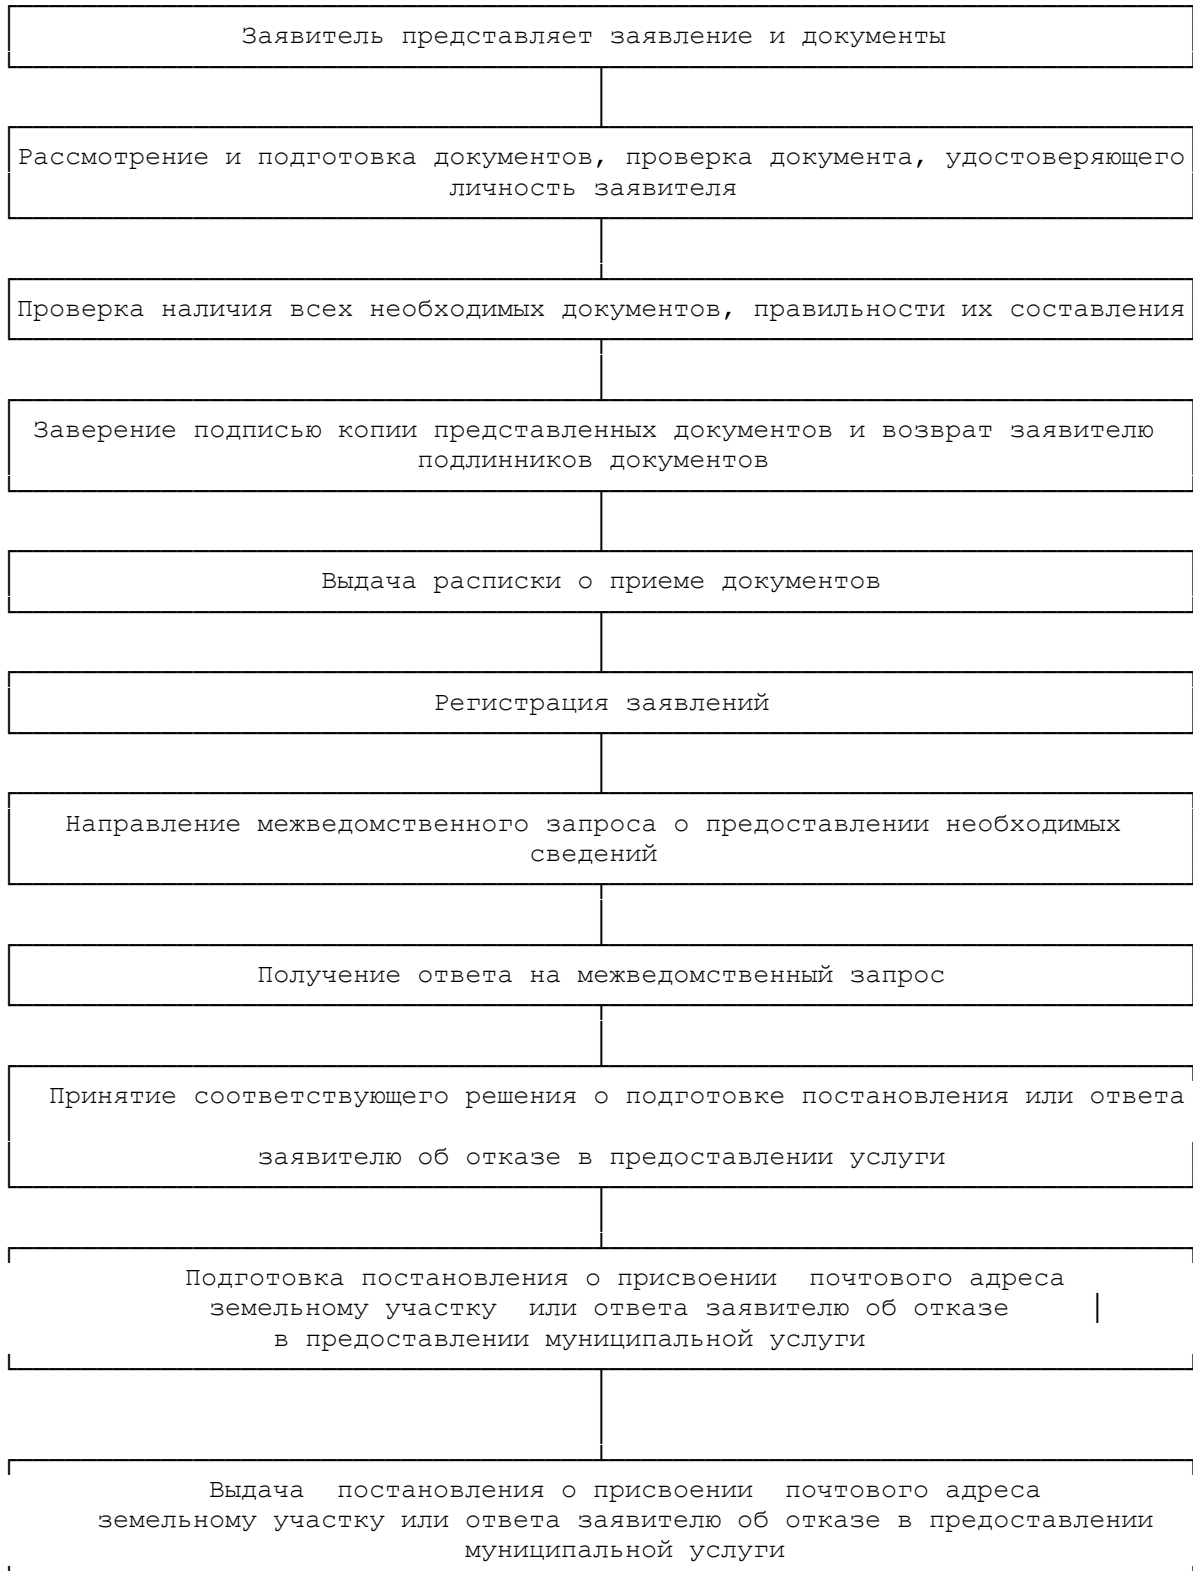 Заявитель представляет заявление и документы
Рассмотрение и подготовка документов, проверка документа, удостоверяющего
личность заявителя
Проверка наличия всех необходимых документов, правильности их составления
Заверение подписью копии представленных документов и возврат заявителю
подлинников документов
Выдача расписки о приеме документов
Регистрация заявлений
Направление межведомственного запроса о предоставлении необходимых
сведений
Получение ответа на межведомственный запрос
Принятие соответствующего решения о подготовке постановления или ответа
заявителю об отказе в предоставлении услуги
Подготовка постановления о присвоении почтового адреса
земельному участку или ответа заявителю об отказе
в предоставлении муниципальной услуги
Выдача постановления о присвоении почтового адреса
земельному участку или ответа заявителю об отказе в предоставлении
муниципальной услуги